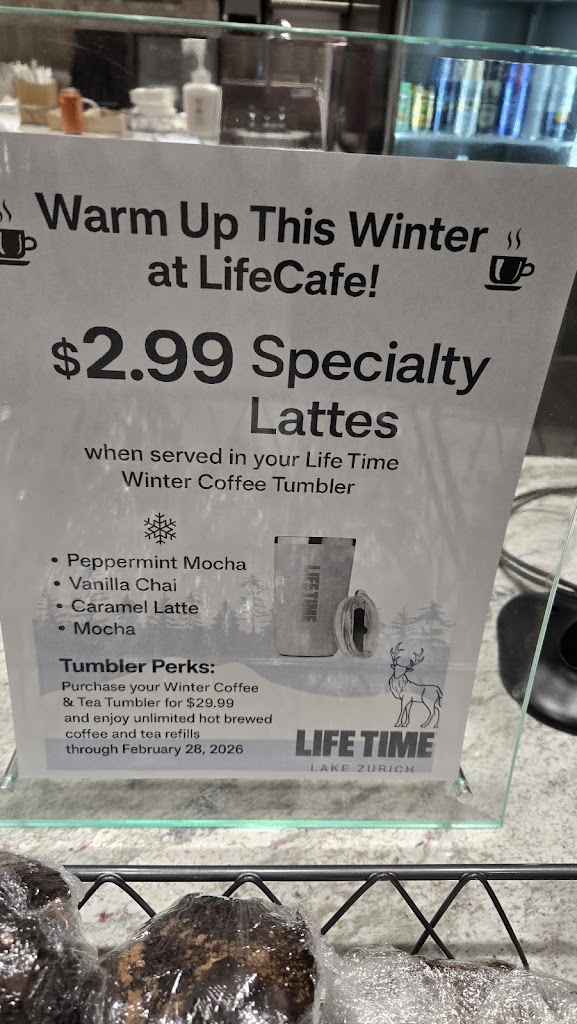 Warm Up This Winter
at LifeCafe!
$2.99 Specialty
Lattes
when served in your Life Time
Winter Coffee Tumbler
• Peppermint Mocha
• Vanilla Chai
• Caramel Latte
• Mocha
LIFE TIME
Tumbler Perks:
Purchase your Winter Coffee
& Tea Tumbler for $29.99
and enjoy unlimited hot brewed
coffee and tea refills
through February 28, 2026
LIFE TIME
LAKE ZURICH